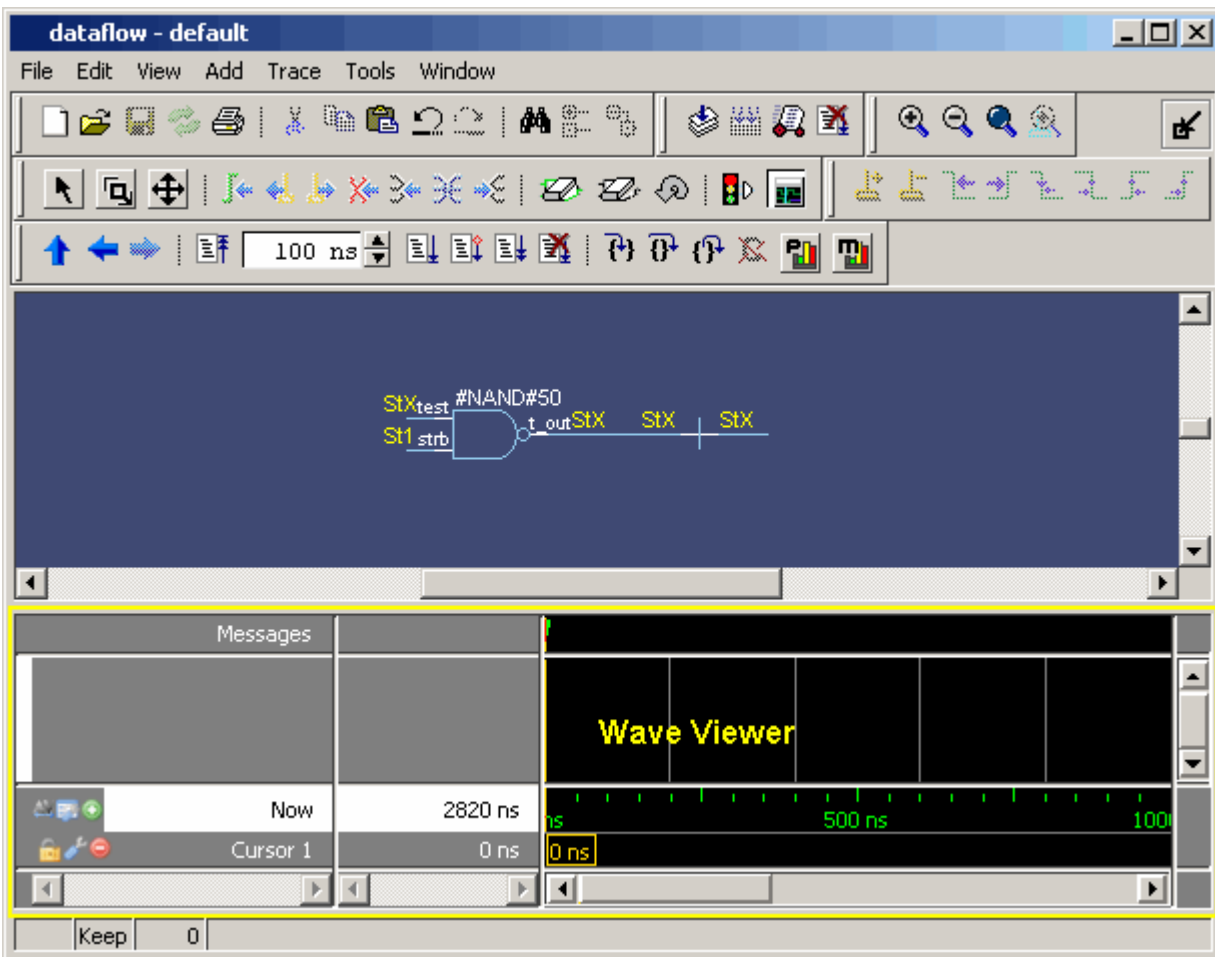 dataflow - default
File Edit View Add Trace Tools Window
100 ns
StX test #NAND#50
t_out StX StX StX
St1 strb
Messages
Wave Viewer
Now 2820 ns
ns 500 ns 100
Cursor 1 0 ns 0 ns
Keep 0